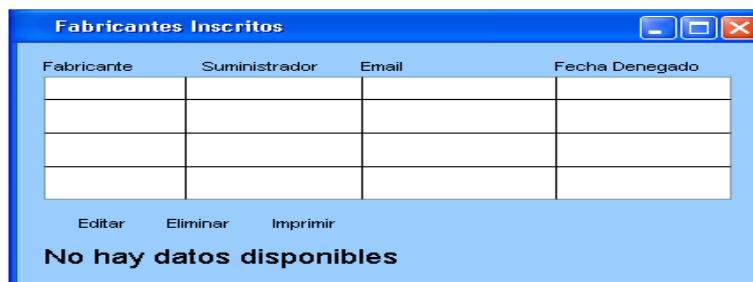 Fabricantes Inscritos
Fabricante Suministrador Email Fecha Denegado
Editar Eliminar Imprimir
No hay datos disponibles